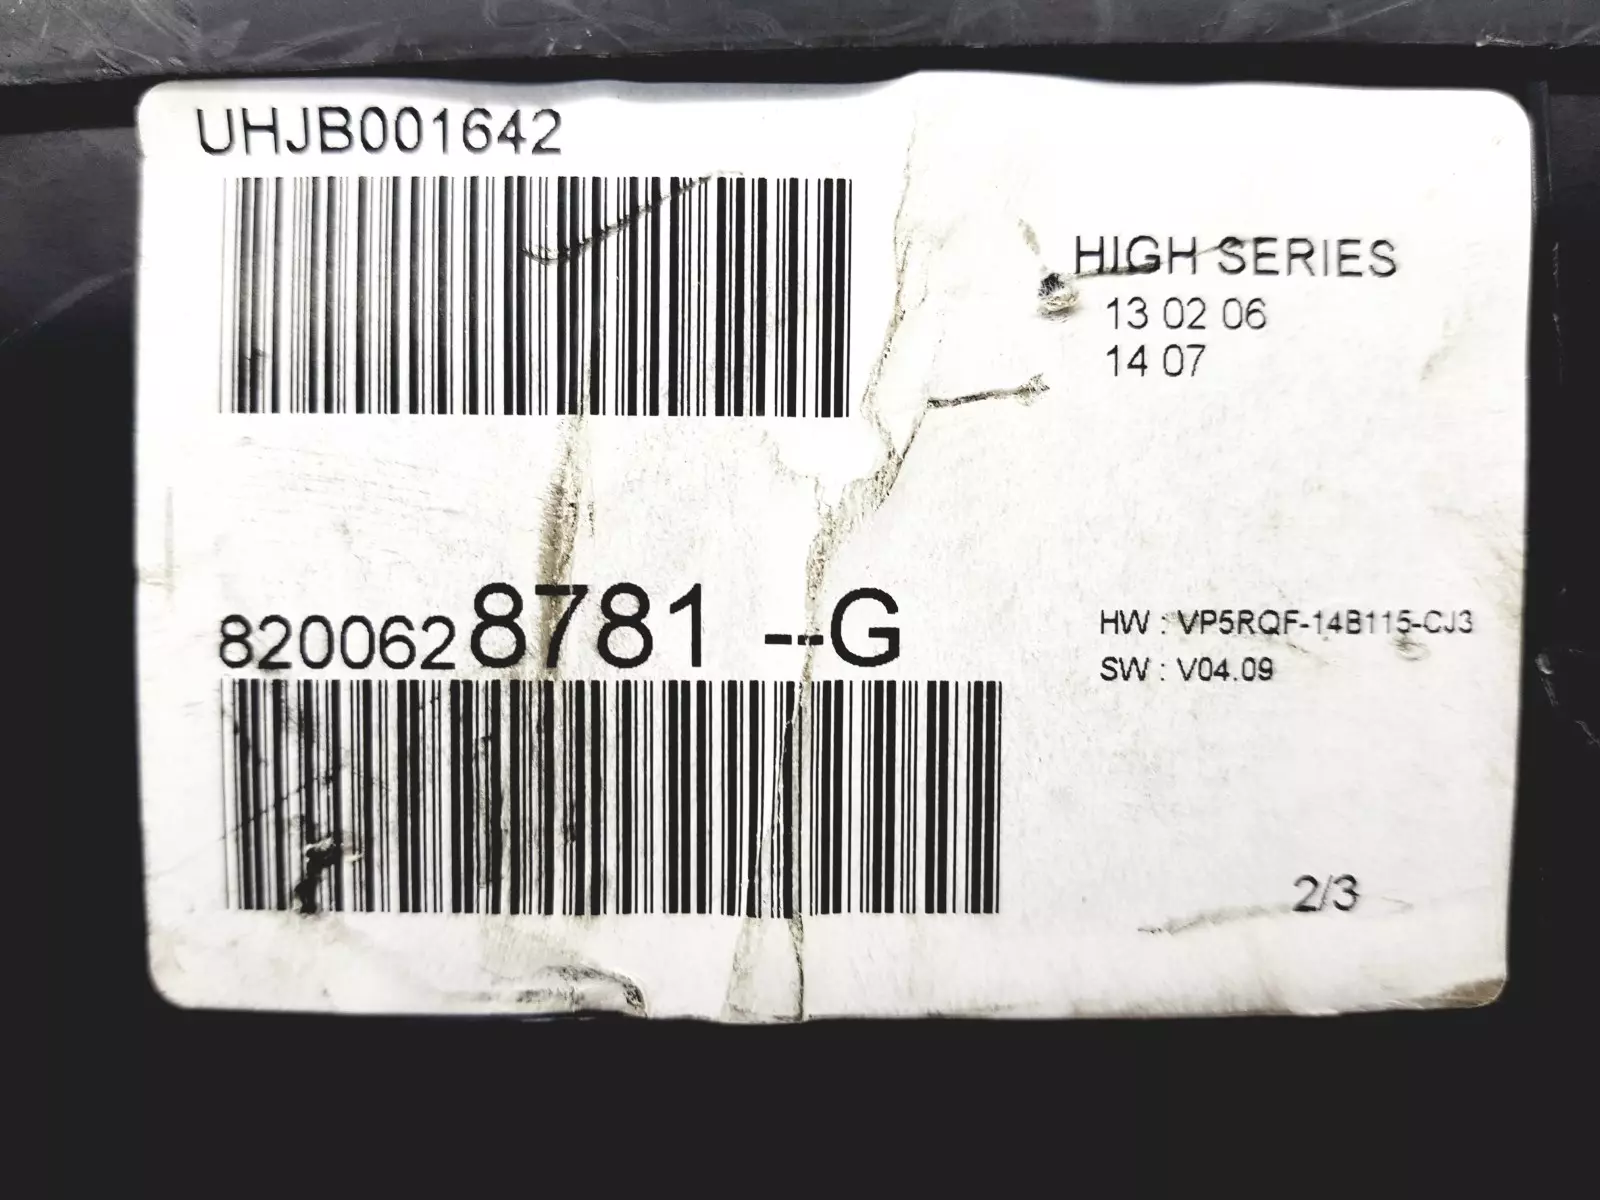 UHJB001642
HIGH SERIES
13 02 06
14 07
8200628781 --G
HW : VP5RQF-14B115-CJ3
SW : V04.09
2/3